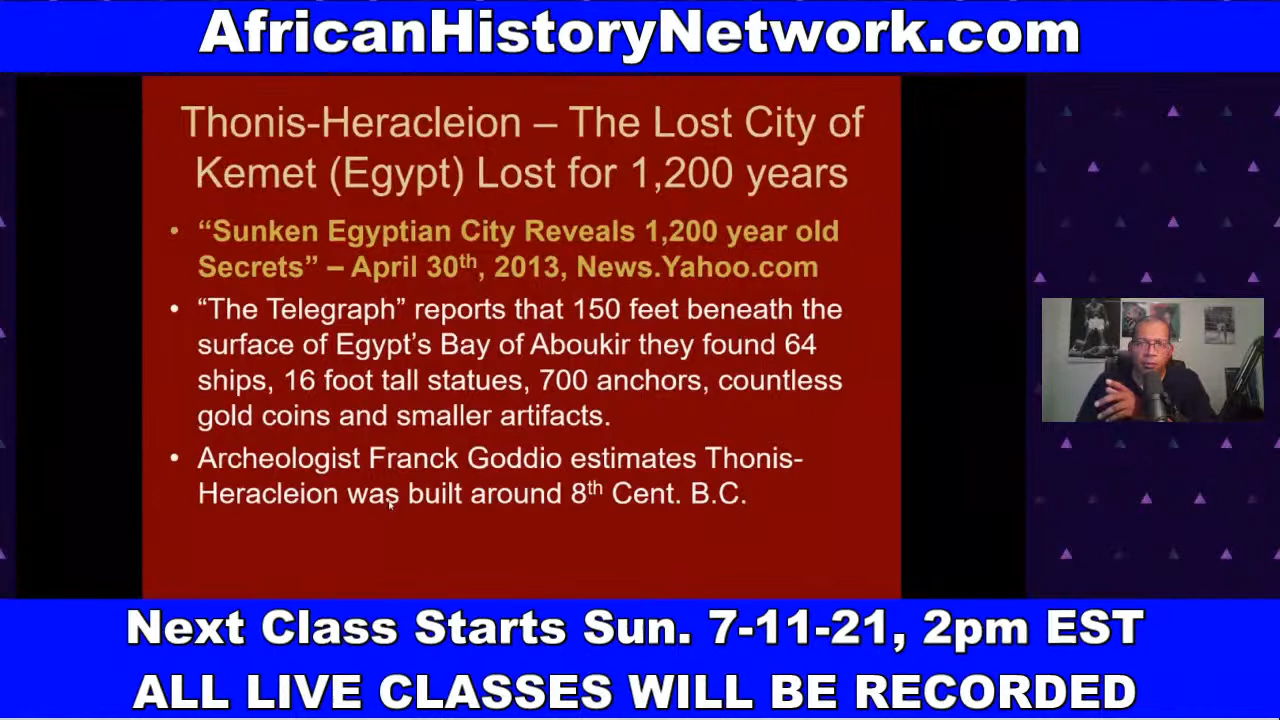 AfricanHistoryNetwork.com
Thonis-Heracleion – The Lost City of
Kemet (Egypt) Lost for 1,200 years
• “Sunken Egyptian City Reveals 1,200 year old
Secrets” – April 30th, 2013, News.Yahoo.com
• “The Telegraph” reports that 150 feet beneath the
surface of Egypt’s Bay of Aboukir they found 64
ships, 16 foot tall statues, 700 anchors, countless
gold coins and smaller artifacts.
• Archeologist Franck Goddio estimates Thonis-
Heracleion was built around 8th Cent. B.C.
Next Class Starts Sun. 7-11-21, 2pm EST
ALL LIVE CLASSES WILL BE RECORDED